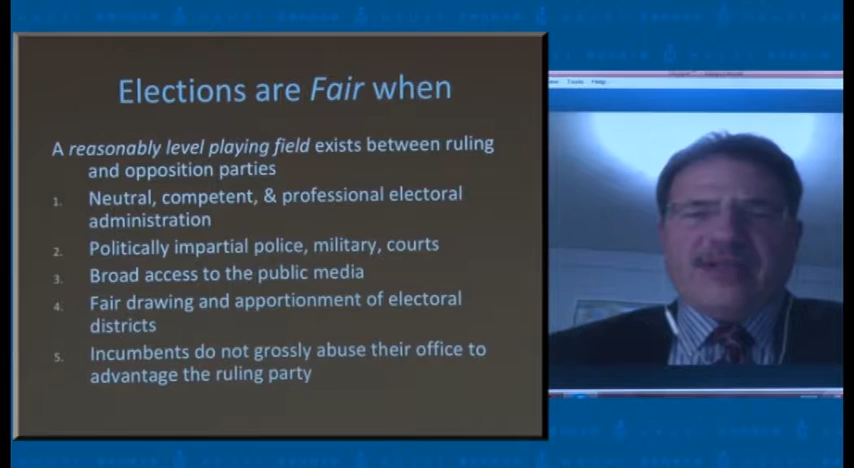 Elections are Fair when
A reasonably level playing field exists between ruling
and opposition parties
1. Neutral, competent, & professional electoral
administration
2. Politically impartial police, military, courts
3. Broad access to the public media
4. Fair drawing and apportionment of electoral
districts
5. Incumbents do not grossly abuse their office to
advantage the ruling party
Tools Help